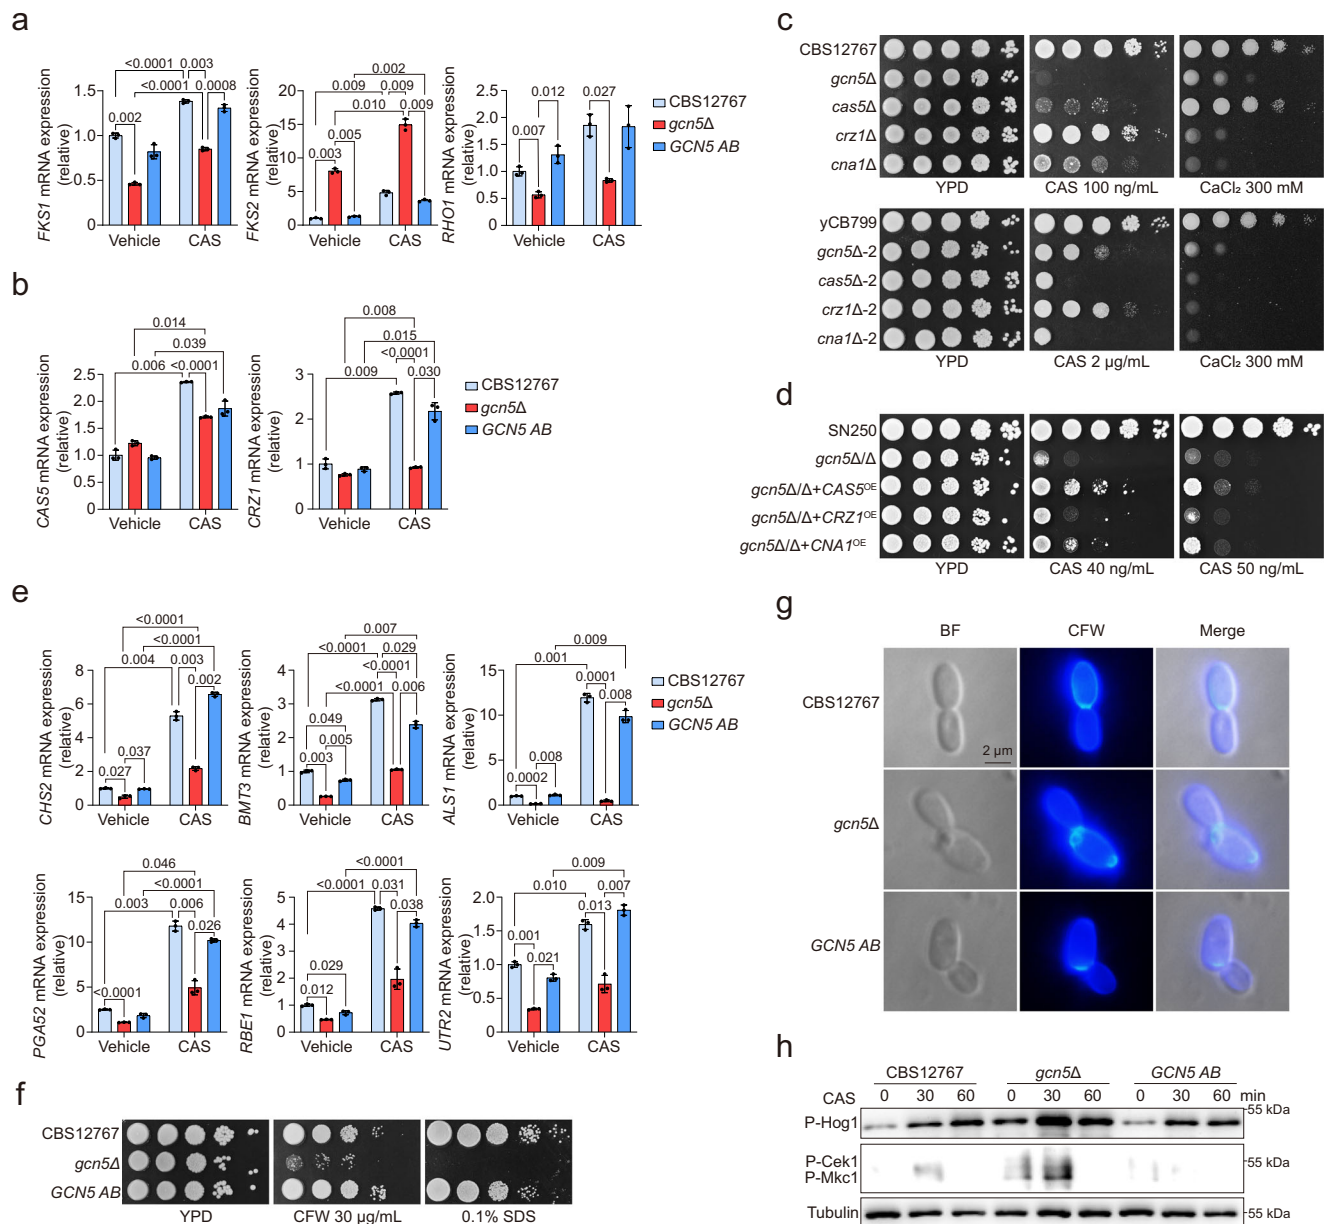 a
FKS1 mRNA expression
(relative)
1.5
1.0
0.5
0
<0.0001
0.003
<0.0001
0.0008
0.002
Vehicle
CAS
FKS2 mRNA expression
(relative)
20
15
10
5
0
0.002
0.009
0.009
0.010
0.009
0.005
0.003
Vehicle
CAS
RHO1 mRNA expression
(relative)
2.5
2.0
1.5
1.0
0.5
0
0.012
0.027
0.007
Vehicle
CAS
CBS12767
gcn5Δ
GCN5 AB
b
CAS5 mRNA expression
(relative)
2.5
2.0
1.5
1.0
0.5
0
0.014
0.039
0.006
<0.0001
Vehicle
CAS
CRZ1 mRNA expression
(relative)
3
2
1
0
0.008
0.015
<0.0001
0.009
0.030
Vehicle
CAS
CBS12767
gcn5Δ
GCN5 AB
c
CBS12767
gcn5Δ
cas5Δ
crz1Δ
cna1Δ
YPD
CAS 100 ng/mL
CaCl₂ 300 mM
yCB799
gcn5Δ-2
cas5Δ-2
crz1Δ-2
cna1Δ-2
YPD
CAS 2 μg/mL
CaCl₂ 300 mM
d
SN250
gcn5Δ/Δ
gcn5Δ/Δ+CAS5ᴼᴱ
gcn5Δ/Δ+CRZ1ᴼᴱ
gcn5Δ/Δ+CNA1ᴼᴱ
YPD
CAS 40 ng/mL
CAS 50 ng/mL
e
CHS2 mRNA expression
(relative)
8
6
4
2
0
<0.0001
<0.0001
0.004
0.003
0.002
0.037
0.027
Vehicle
CAS
BMT3 mRNA expression
(relative)
4
3
2
1
0
0.007
<0.0001
0.029
<0.0001
<0.0001
0.006
0.049
0.005
0.003
Vehicle
CAS
ALS1 mRNA expression
(relative)
15
10
5
0
0.009
0.001
0.0001
0.008
0.008
0.0002
Vehicle
CAS
CBS12767
gcn5Δ
GCN5 AB
PGA52 mRNA expression
(relative)
15
10
5
0
0.046
<0.0001
0.003
0.006
0.026
<0.0001
Vehicle
CAS
RBE1 mRNA expression
(relative)
5
4
3
2
1
0
<0.0001
<0.0001
0.031
0.038
0.029
0.012
Vehicle
CAS
UTR2 mRNA expression
(relative)
2.0
1.5
1.0
0.5
0
0.009
0.010
0.007
0.013
0.001
0.021
Vehicle
CAS
f
CBS12767
gcn5Δ
GCN5 AB
YPD
CFW 30 μg/mL
0.1% SDS
g
BF
CFW
Merge
CBS12767
2 μm
gcn5Δ
GCN5 AB
h
CBS12767
gcn5Δ
GCN5 AB
CAS
0 30 60 0 30 60 0 30 60 min
P-Hog1
55 kDa
P-Cek1
P-Mkc1
55 kDa
Tubulin
55 kDa